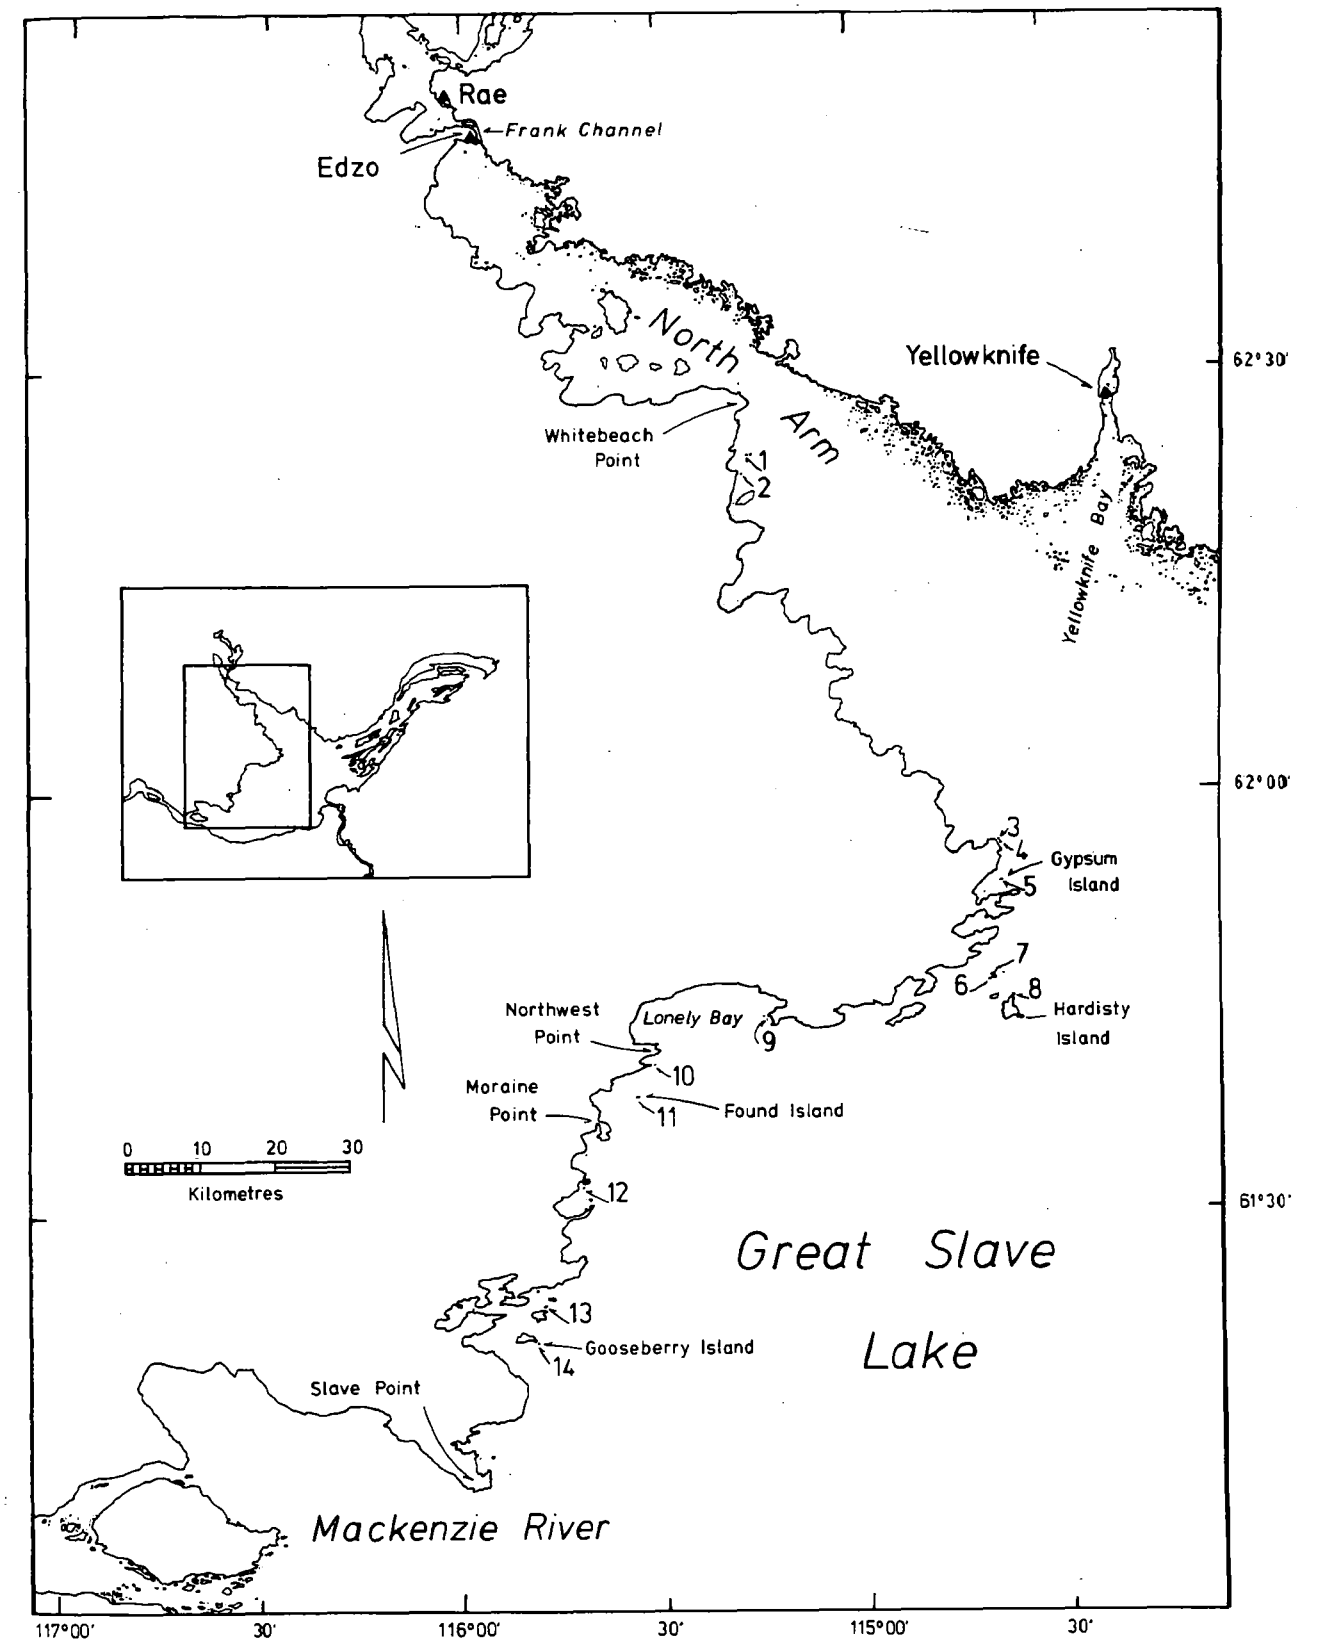 Rae
Frank Channel
Edzo
North
Arm
Yellowknife
62°30'
Whitebeach
Point
1
2
Yellowknife Bay
62°00'
3
4
Gypsum
Island
5
7
6
8
Hardisty
Island
Northwest
Point
Lonely Bay
9
10
Moraine
Point
11
Found Island
0 10 20 30
Kilometres
12
61°30'
Great Slave
Lake
13
Gooseberry Island
14
Slave Point
Mackenzie River
117°00' 30' 116°00' 30' 115°00' 30'